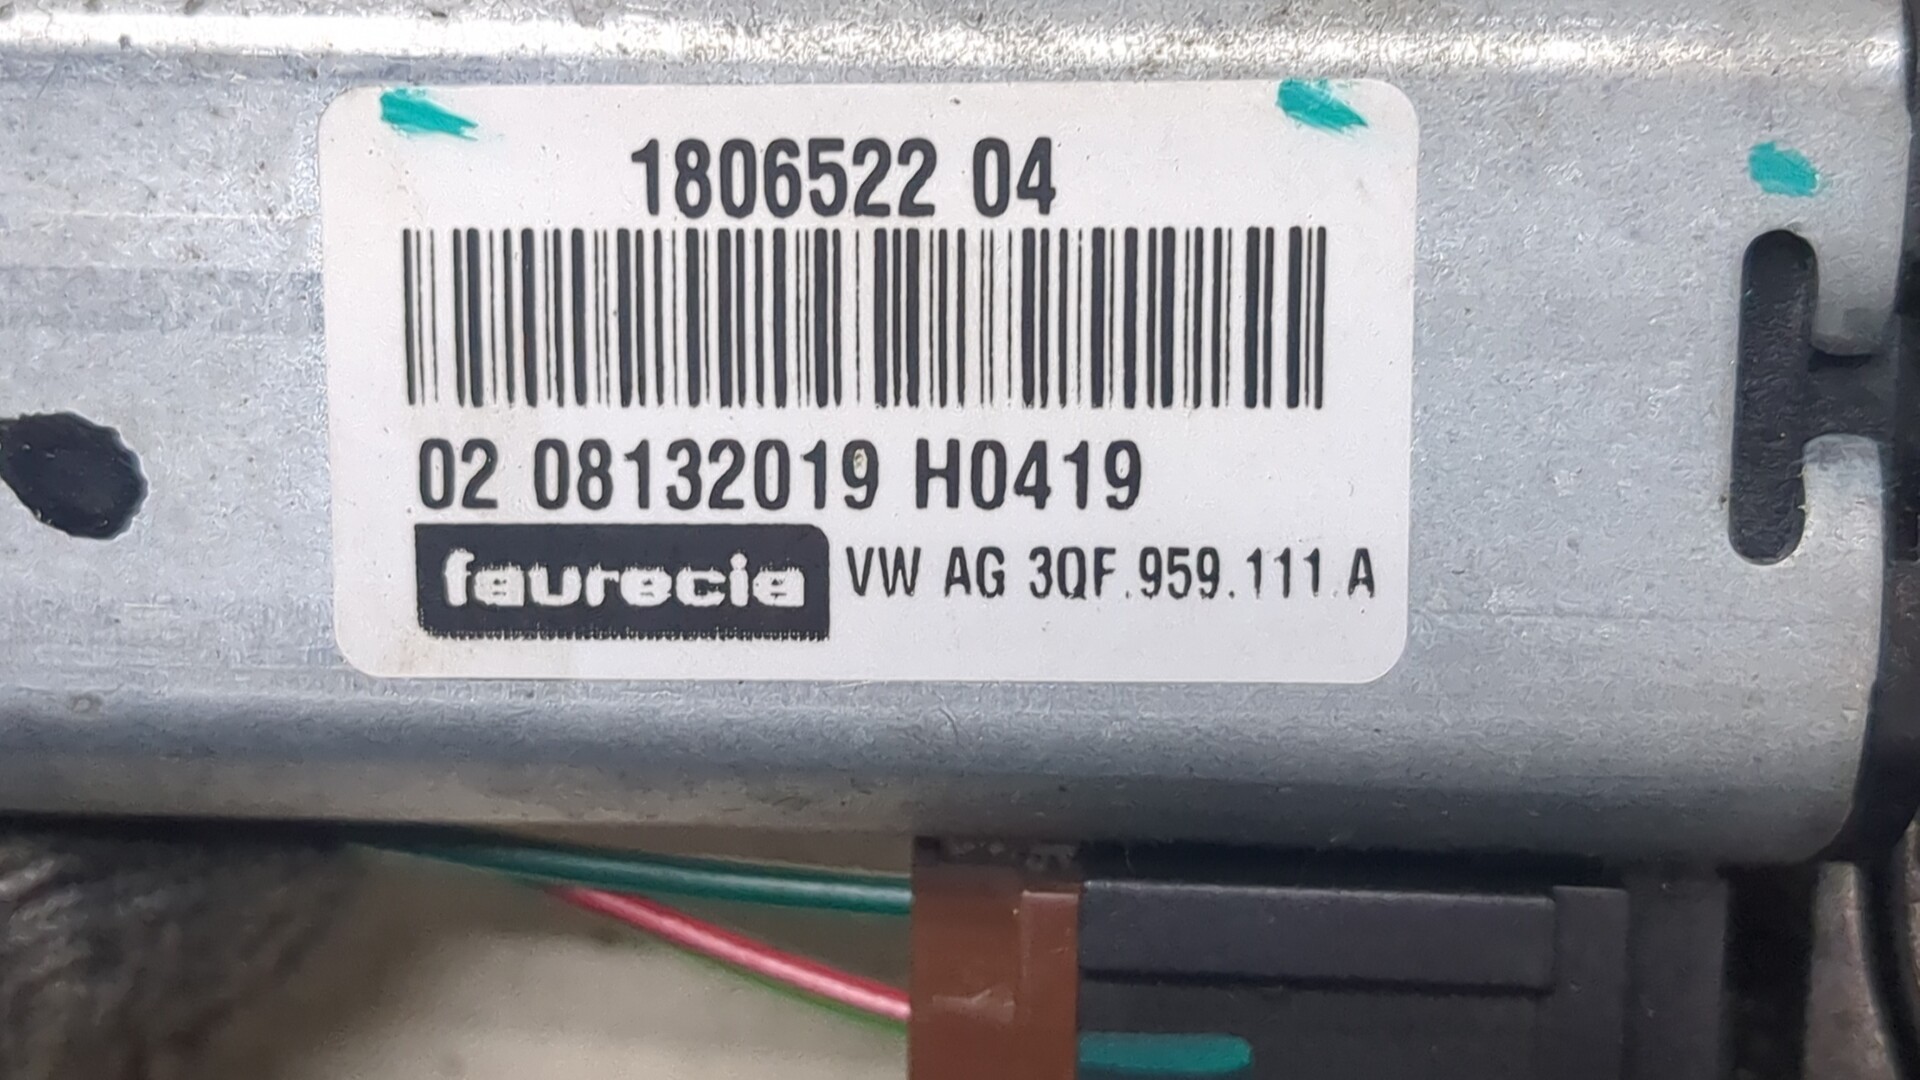 1806522 04
02 08132019 H0419
faurecia VW AG 3QF.959.111.A